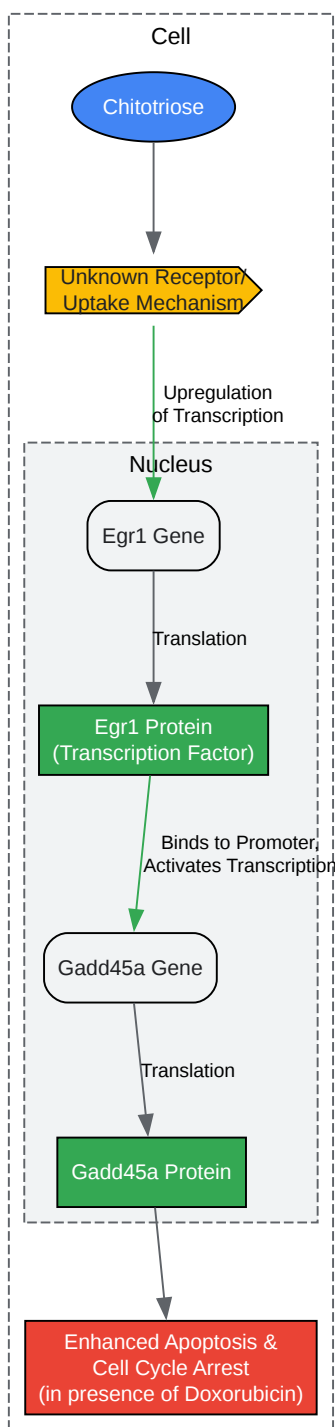 Cell
Chitotriose
Unknown Receptor/
Uptake Mechanism
Upregulation
of Transcription
Nucleus
Egr1 Gene
Translation
Egr1 Protein
(Transcription Factor)
Binds to Promoter,
Activates Transcription
Gadd45a Gene
Translation
Gadd45a Protein
Enhanced Apoptosis &
Cell Cycle Arrest
(in presence of Doxorubicin)